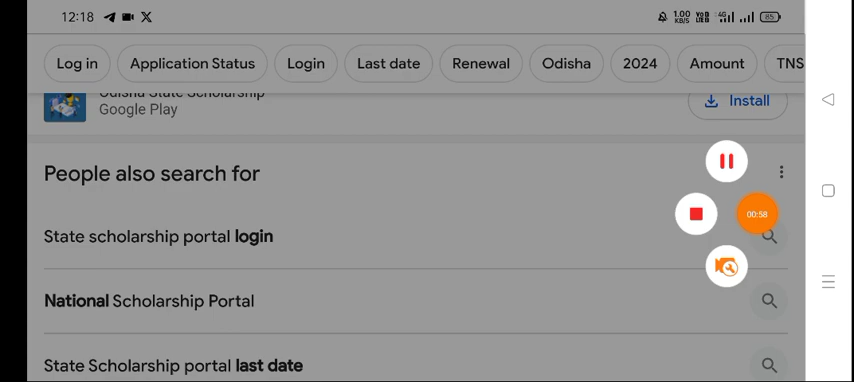 12:18
1.00 KB/S 4G 85
Log in Application Status Login Last date Renewal Odisha 2024 Amount TNS
Odisha State Scholarship
Google Play
Install
People also search for
State scholarship portal login
00:58
National Scholarship Portal
State Scholarship portal last date